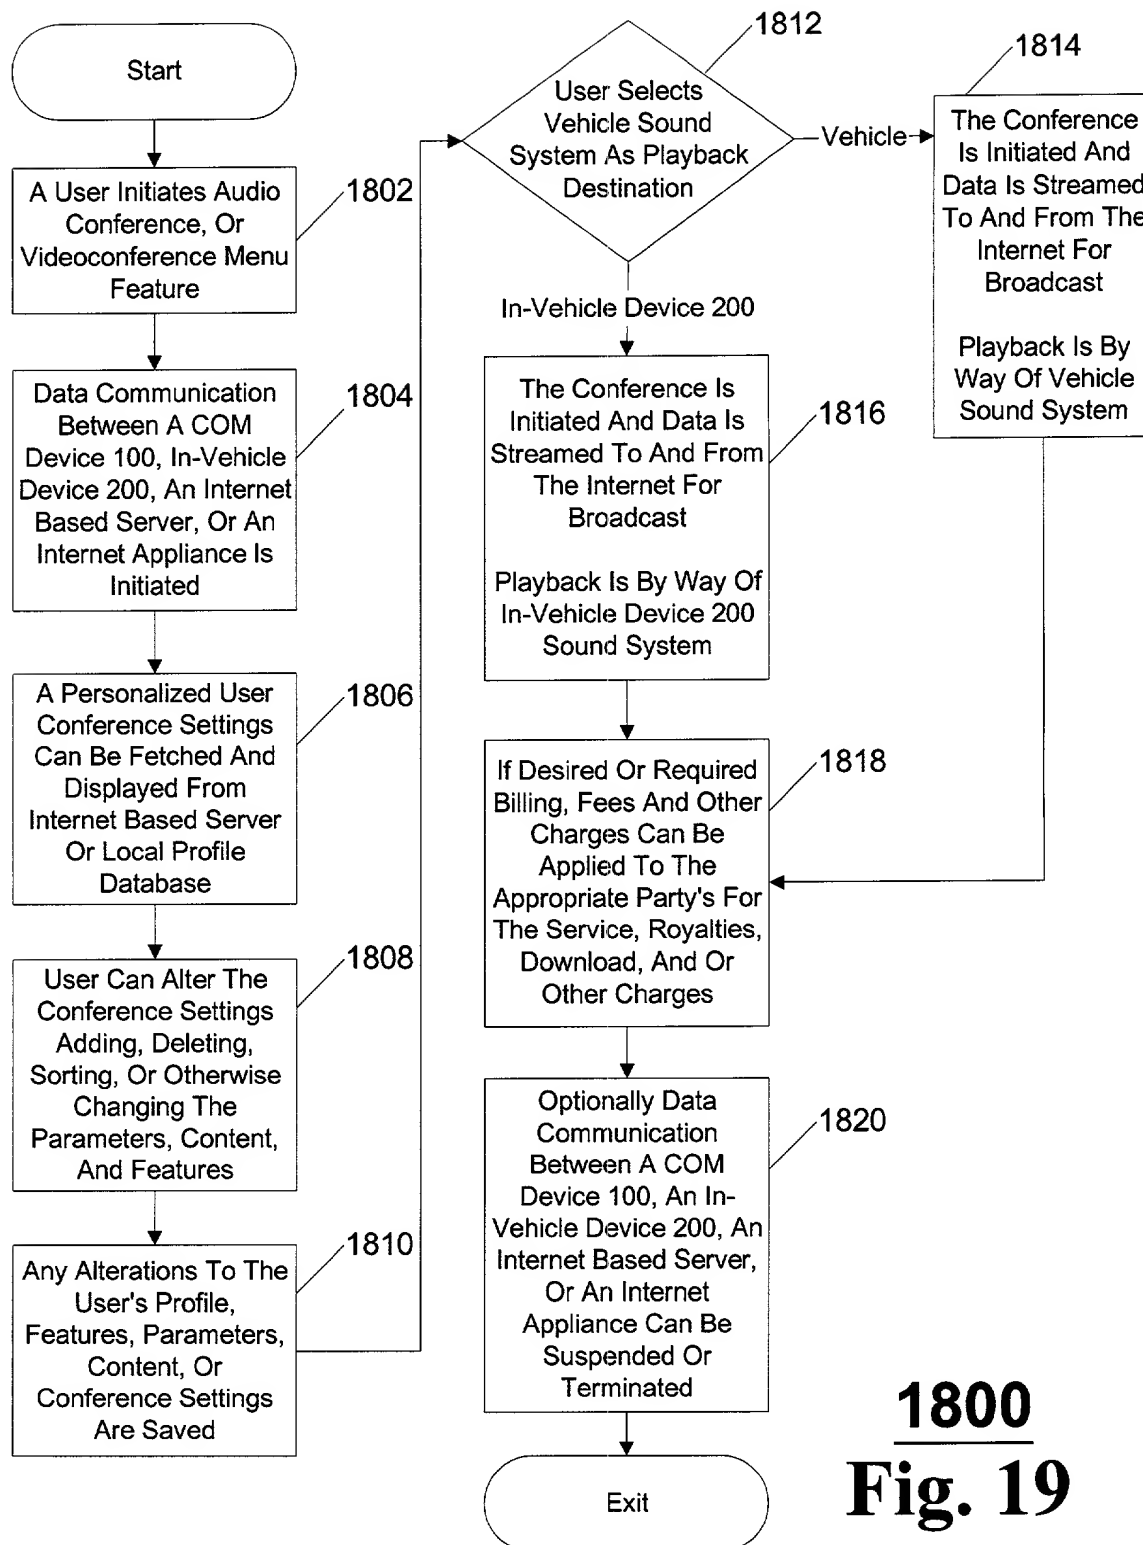 Start
A User Initiates Audio
Conference, Or
Videoconference Menu
Feature
1802
Data Communication
Between A COM
Device 100, In-Vehicle
Device 200, An Internet
Based Server, Or An
Internet Appliance Is
Initiated
1804
A Personalized User
Conference Settings
Can Be Fetched And
Displayed From
Internet Based Server
Or Local Profile
Database
1806
User Can Alter The
Conference Settings
Adding, Deleting,
Sorting, Or Otherwise
Changing The
Parameters, Content,
And Features
1808
Any Alterations To The
User's Profile,
Features, Parameters,
Content, Or
Conference Settings
Are Saved
1810
User Selects
Vehicle Sound
System As Playback
Destination
1812
Vehicle
In-Vehicle Device 200
The Conference
Is Initiated And
Data Is Streamed
To And From The
Internet For
Broadcast
Playback Is By
Way Of Vehicle
Sound System
1814
The Conference Is
Initiated And Data Is
Streamed To And From
The Internet For
Broadcast
Playback Is By Way Of
In-Vehicle Device 200
Sound System
1816
If Desired Or Required
Billing, Fees And Other
Charges Can Be
Applied To The
Appropriate Party's For
The Service, Royalties,
Download, And Or
Other Charges
1818
Optionally Data
Communication
Between A COM
Device 100, An In-
Vehicle Device 200, An
Internet Based Server,
Or An Internet
Appliance Can Be
Suspended Or
Terminated
1820
Exit
1800
Fig. 19